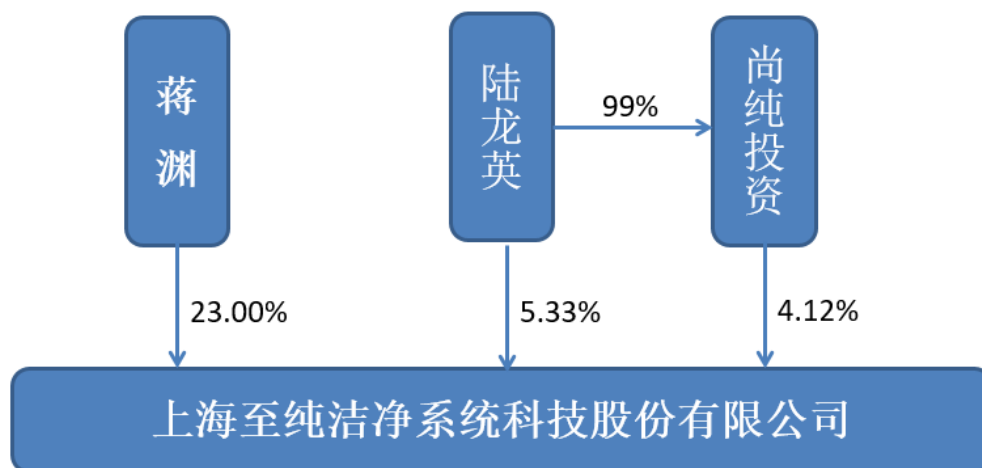 蒋渊
陆龙英
99%
尚纯投资
23.00%
5.33%
4.12%
上海至纯洁净系统科技股份有限公司